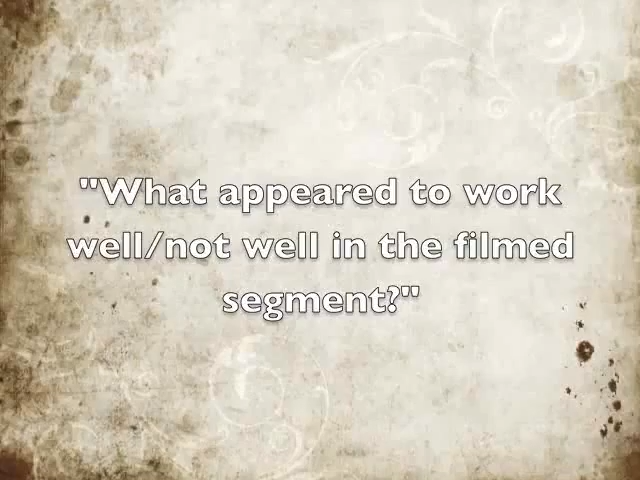 "What appeared to work
well/not well in the filmed
segment?"